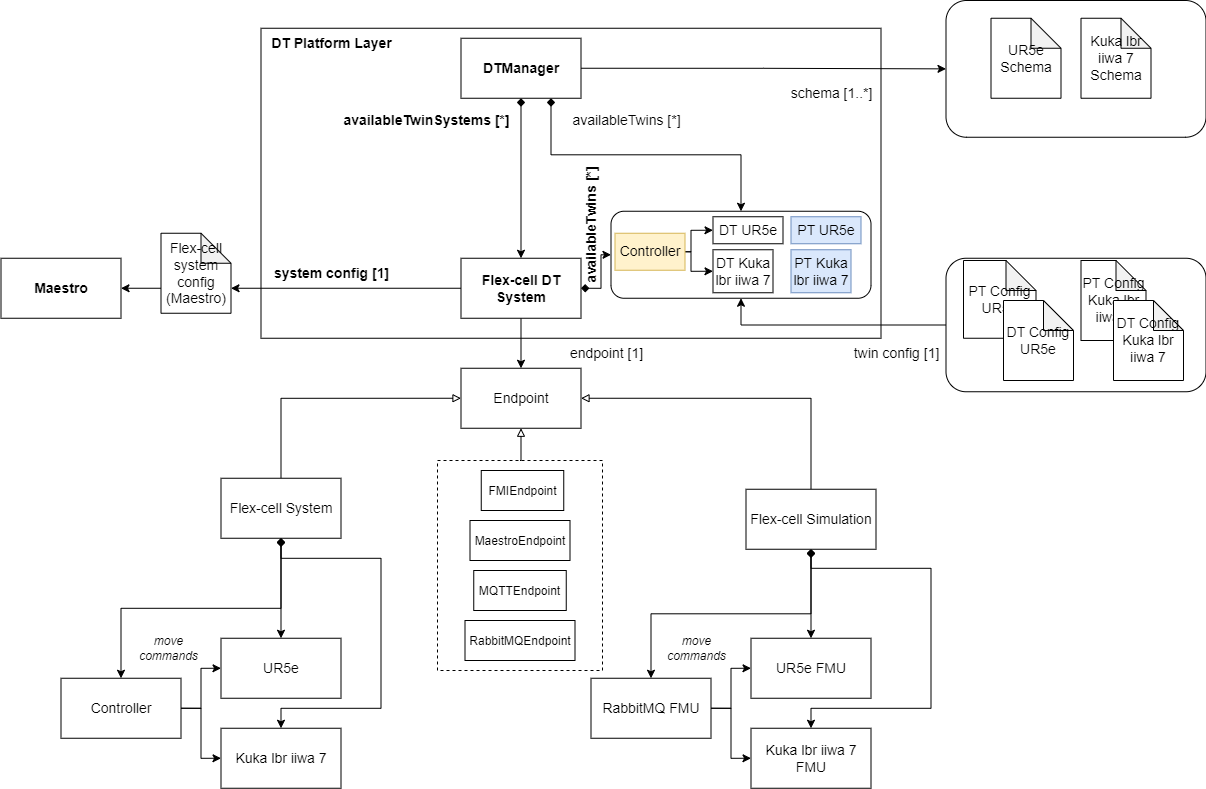 DT Platform Layer
DTManager
schema [1..*]
UR5e
Schema
Kuka lbr
iiwa 7
Schema
availableTwinSystems [*]
availableTwins [*]
availableTwins [*]
Controller
DT UR5e
PT UR5e
DT Kuka
lbr iiwa 7
PT Kuka
lbr iiwa 7
Maestro
Flex-cell
system
config
(Maestro)
system config [1]
Flex-cell DT
System
PT Config
UR
DT Config
UR5e
PT Config
Kuka lbr
iiw
DT Config
Kuka lbr
iiwa 7
endpoint [1]
twin config [1]
Endpoint
Flex-cell System
FMIEndpoint
MaestroEndpoint
MQTTEndpoint
RabbitMQEndpoint
Flex-cell Simulation
move
commands
UR5e
Controller
Kuka lbr iiwa 7
move
commands
UR5e FMU
RabbitMQ FMU
Kuka lbr iiwa 7
FMU